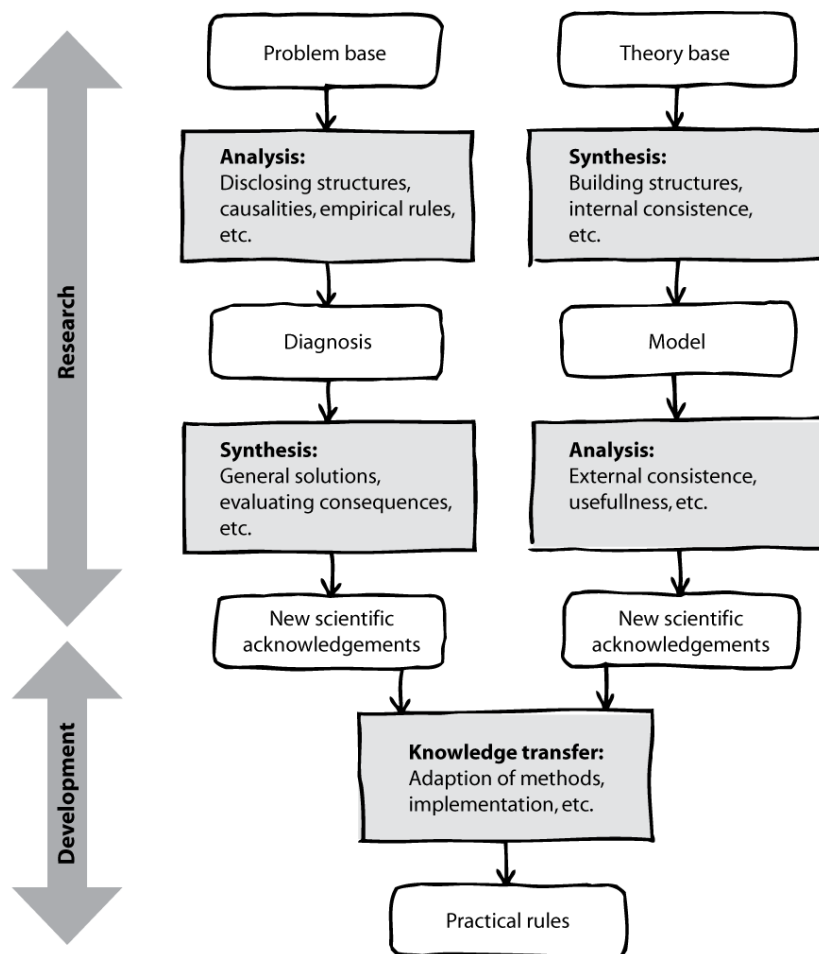 Problem base
Theory base
Analysis:
Disclosing structures,
causalities, empirical rules,
etc.
Synthesis:
Building structures,
internal consistence,
etc.
Diagnosis
Model
Synthesis:
General solutions,
evaluating consequences,
etc.
Analysis:
External consistence,
usefullness, etc.
New scientific
acknowledgements
New scientific
acknowledgements
Knowledge transfer:
Adaption of methods,
implementation, etc.
Practical rules
Research
Development